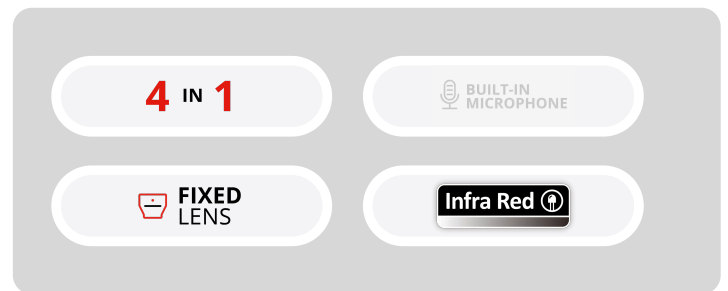 4 IN 1
BUILT-IN
MICROPHONE
FIXED
LENS
Infra Red